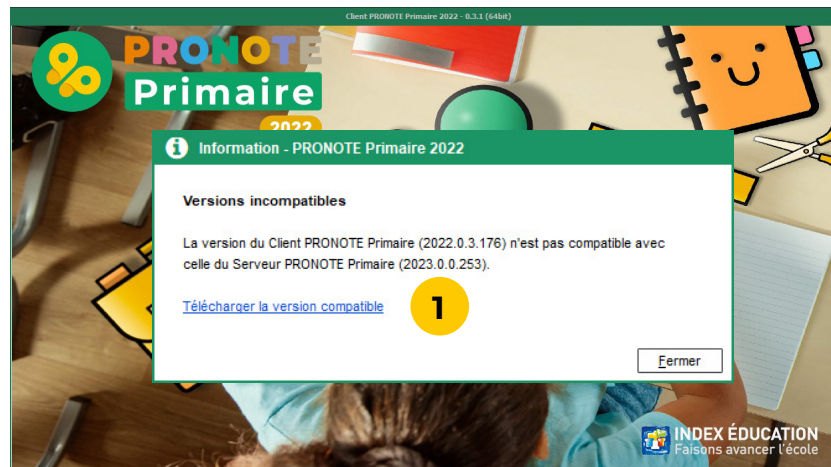 Client PRONOTE Primaire 2022 - 0.3.1 (64bit)
PRONOTE
Primaire
2022
Information - PRONOTE Primaire 2022
Versions incompatibles
La version du Client PRONOTE Primaire (2022.0.3.176) n'est pas compatible avec
celle du Serveur PRONOTE Primaire (2023.0.0.253).
Télécharger la version compatible
1
Fermer
INDEX ÉDUCATION
Faisons avancer l'école